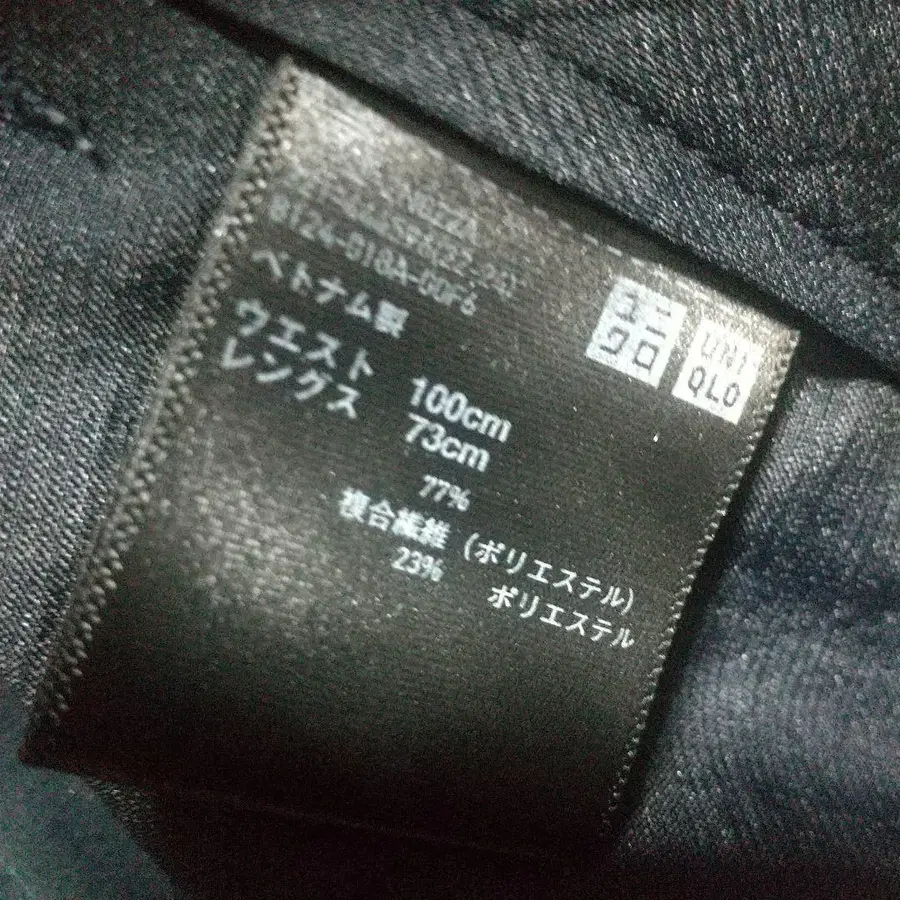 ベトナム製
ウエスト 100cm
レングス 73cm
77%
複合繊維 (ポリエステル)
23%
ポリエステル
ユニ
クロ
UNI
QLO